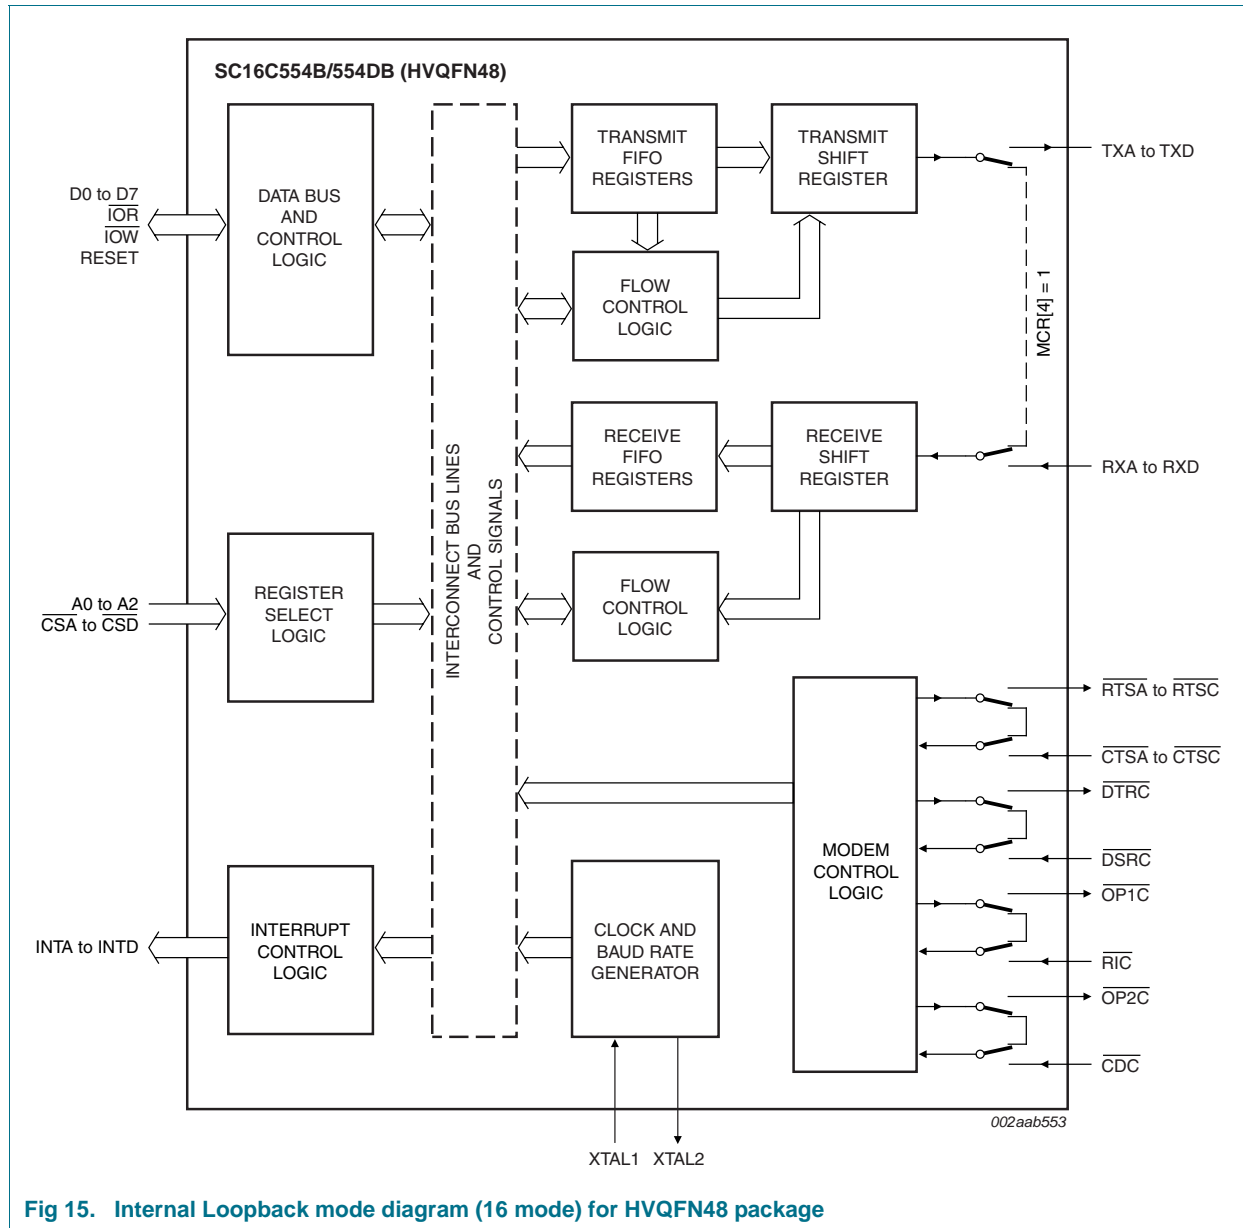 SC16C554B/554DB (HVQFN48)
D0 to D7
IOR
IOW
RESET
DATA BUS
AND
CONTROL
LOGIC
TRANSMIT
FIFO
REGISTERS
TRANSMIT
SHIFT
REGISTER
TXA to TXD
FLOW
CONTROL
LOGIC
MCR[4] = 1
INTERCONNECT BUS LINES
AND
CONTROL SIGNALS
RECEIVE
FIFO
REGISTERS
RECEIVE
SHIFT
REGISTER
RXA to RXD
A0 to A2
CSA to CSD
REGISTER
SELECT
LOGIC
FLOW
CONTROL
LOGIC
RTSA to RTSC
CTSA to CTSC
DTRC
DSRC
OP1C
RIC
OP2C
CDC
MODEM
CONTROL
LOGIC
INTA to INTD
INTERRUPT
CONTROL
LOGIC
CLOCK AND
BAUD RATE
GENERATOR
XTAL1 XTAL2
002aab553
Fig 15. Internal Loopback mode diagram (16 mode) for HVQFN48 package